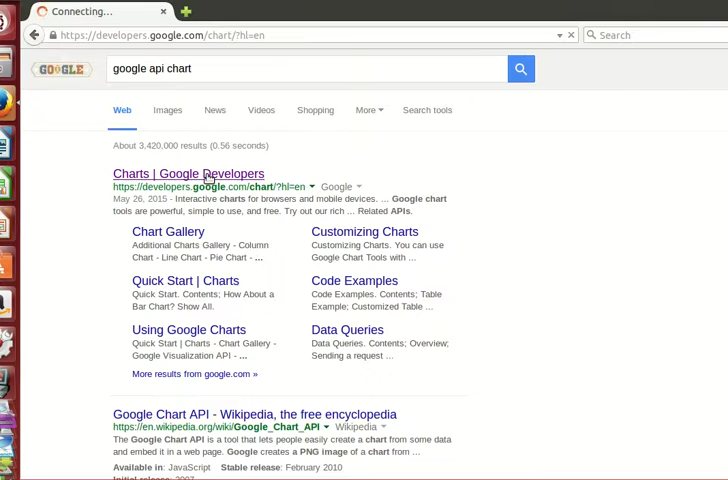 Connecting...
https://developers.google.com/chart/?hl=en
Search
GOOGLE
google api chart
Web Images News Videos Shopping More Search tools
About 3,420,000 results (0.56 seconds)
Charts | Google Developers
https://developers.google.com/chart/?hl=en Google
May 26, 2015 - Interactive charts for browsers and mobile devices. ... Google chart
tools are powerful, simple to use, and free. Try out our rich ... Related APIs.
Chart Gallery
Additional Charts Gallery - Column
Chart - Line Chart - Pie Chart - ...
Customizing Charts
Customizing Charts. You can use
Google Chart Tools with ...
Quick Start | Charts
Quick Start. Contents; How About a
Bar Chart? Show All.
Code Examples
Code Examples. Contents; Table
Example; Customized Table ...
Using Google Charts
Quick Start | Charts - Chart Gallery -
Google Visualization API - ...
Data Queries
Data Queries. Contents; Overview;
Sending a request ...
More results from google.com »
Google Chart API - Wikipedia, the free encyclopedia
https://en.wikipedia.org/wiki/Google_Chart_API Wikipedia
The Google Chart API is a tool that lets people easily create a chart from some data
and embed it in a web page. Google creates a PNG image of a chart from ...
Available in: JavaScript Stable release: February 2010
Initial release: 2007